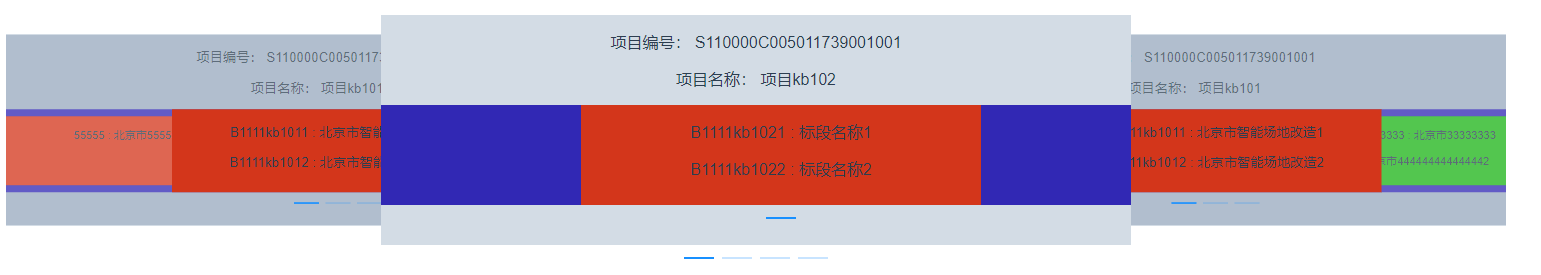 项目编号： S110000C0050117
项目名称： 项目kb101
55555 : 北京市5555
B1111kb1011 : 北京市智能
B1111kb1012 : 北京市智能
项目编号： S110000C005011739001001
项目名称： 项目kb102
B1111kb1021 : 标段名称1
B1111kb1022 : 标段名称2
S110000C005011739001001
项目名称： 项目kb101
11kb1011 : 北京市智能场地改造1
11kb1012 : 北京市智能场地改造2
3333 : 北京市33333333
京市444444444444442